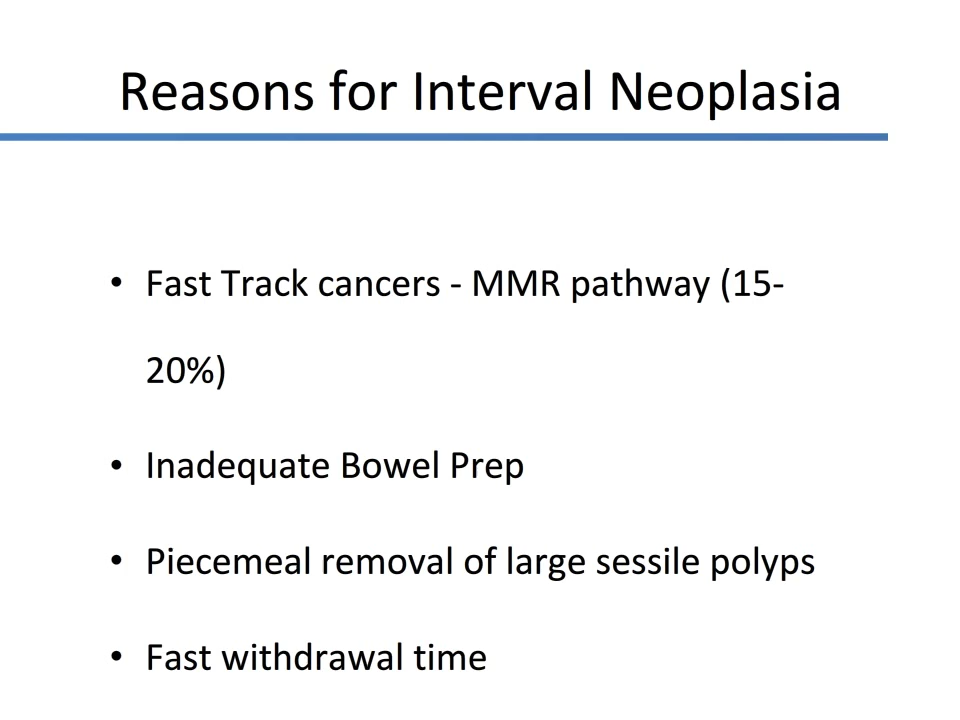 Reasons for Interval Neoplasia
• Fast Track cancers - MMR pathway (15-
20%)
• Inadequate Bowel Prep
• Piecemeal removal of large sessile polyps
• Fast withdrawal time